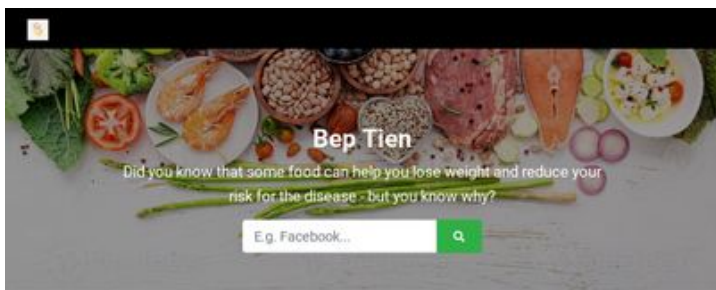 Bep Tien
Did you know that some food can help you lose weight and reduce your
risk for the disease - but you know why?
E.g. Facebook...